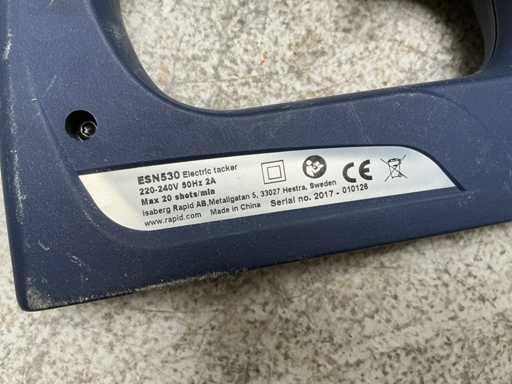 ESN530 Electric tacker
220-240V 50Hz 2A
Max 20 shots/min
Isaberg Rapid AB, Metallgatan 5, 33027 Hestra, Sweden
www.rapid.com Made in China Serial no. 2017 - 010126
CE